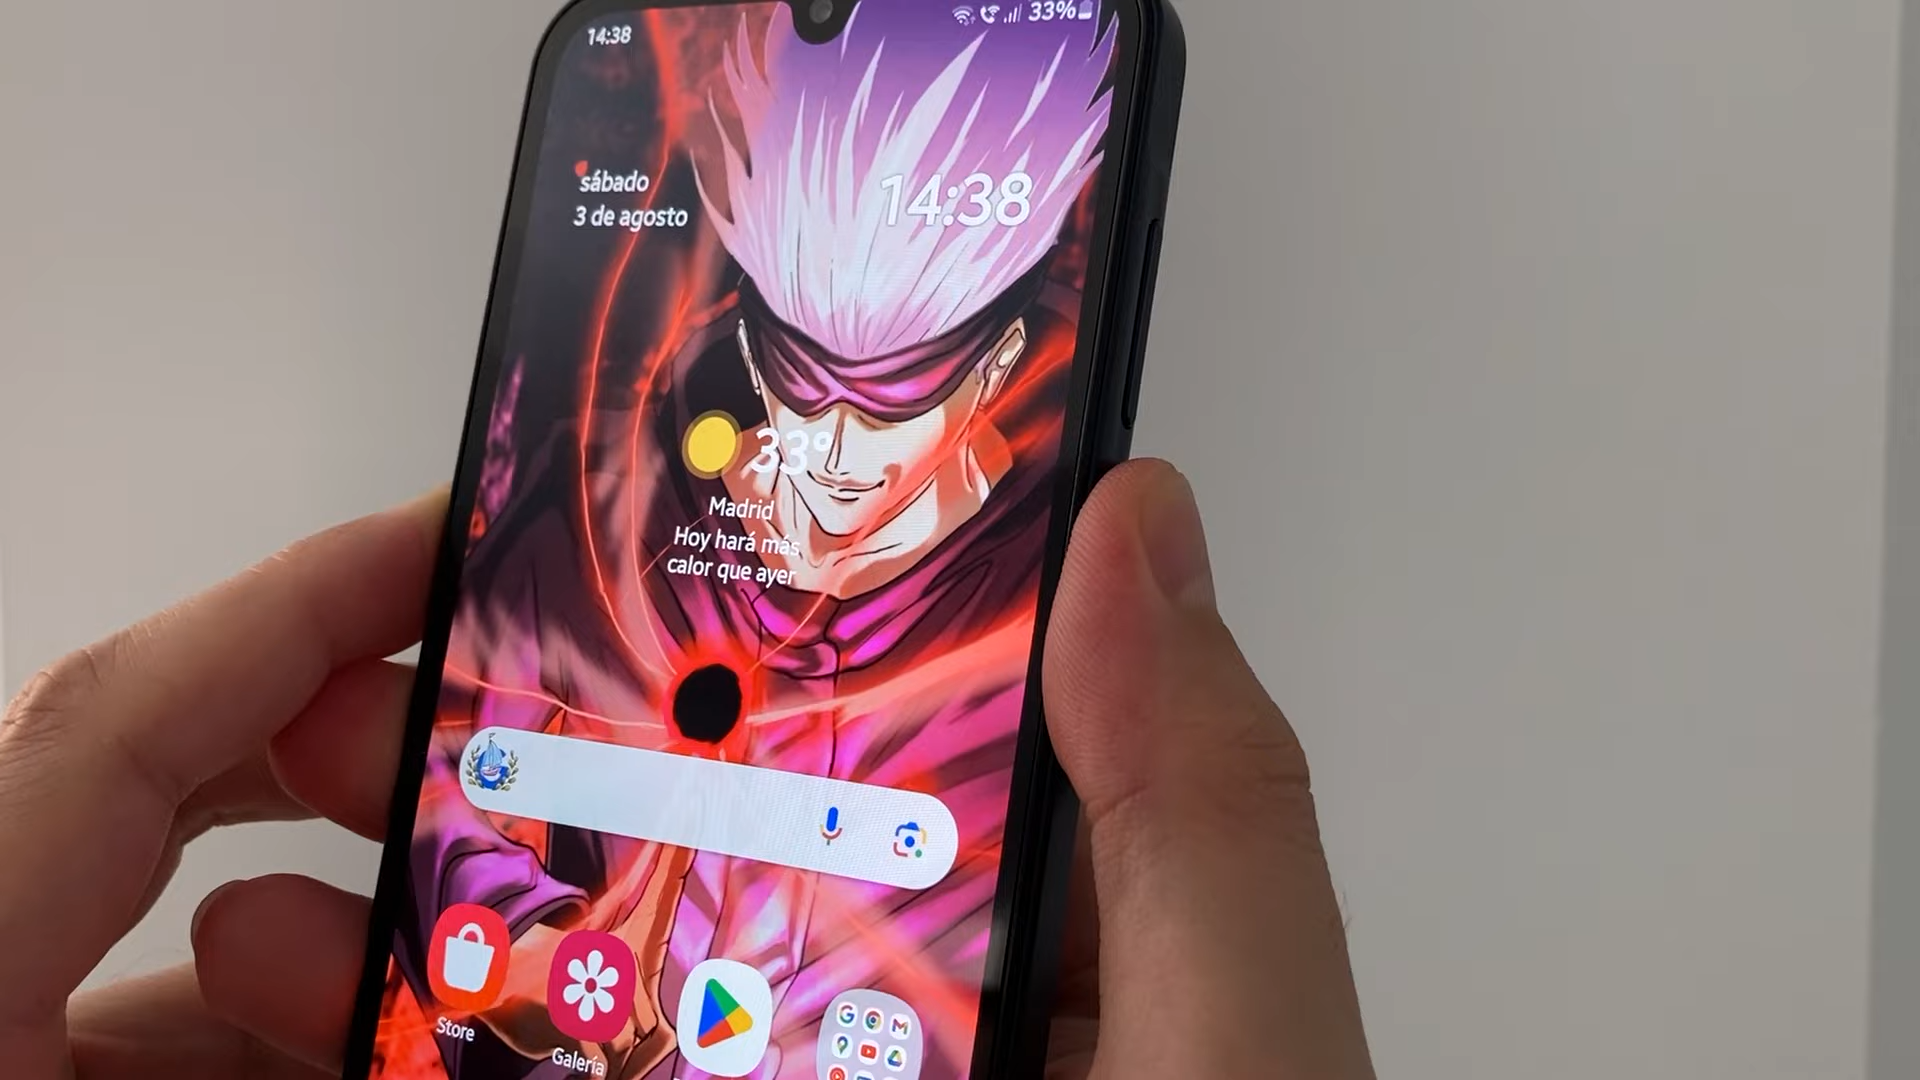 14:38
33%
sábado
3 de agosto
14:38
33°
Madrid
Hoy hará más
calor que ayer
Store
Galería